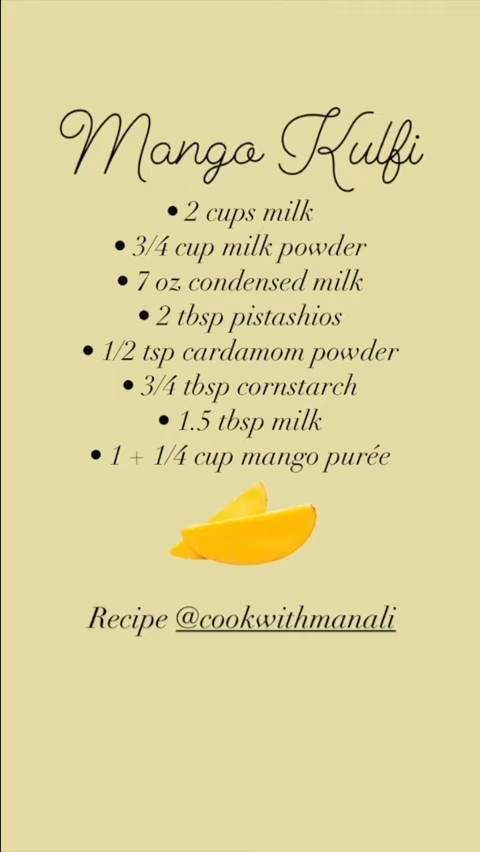 Mango Kulfi
• 2 cups milk
• 3/4 cup milk powder
• 7 oz condensed milk
• 2 tbsp pistashios
• 1/2 tsp cardamom powder
• 3/4 tbsp cornstarch
• 1.5 tbsp milk
• 1 + 1/4 cup mango purée
Recipe @cookwithmanali